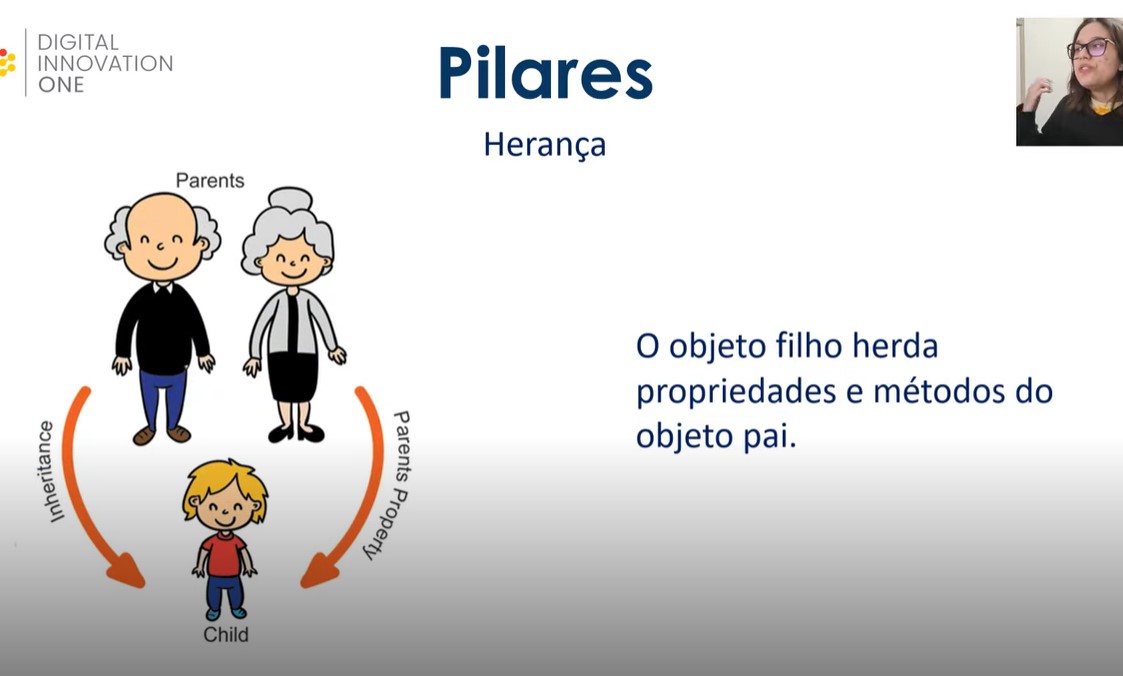 DIGITAL
INNOVATION
ONE
Pilares
Herança
Parents
Inheritance
Parents Property
Child
O objeto filho herda
propriedades e métodos do
objeto pai.